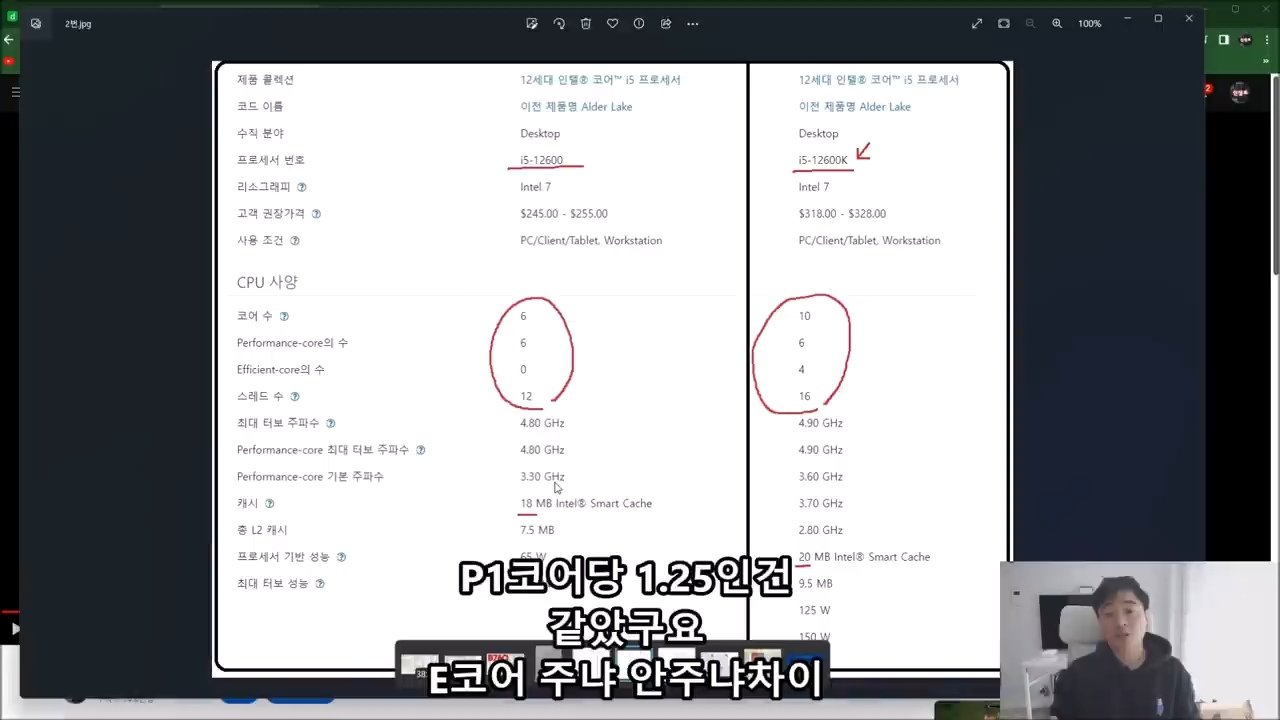 2번.jpg
100%
제품 콜렉션 12세대 인텔® 코어™ i5 프로세서 12세대 인텔® 코어™ i5 프로세서
코드 이름 이전 제품명 Alder Lake 이전 제품명 Alder Lake
수직 분야 Desktop Desktop
프로세서 번호 i5-12600 i5-12600K
리소그래피 Intel 7 Intel 7
고객 권장가격 $245.00 - $255.00 $318.00 - $328.00
사용 조건 PC/Client/Tablet, Workstation PC/Client/Tablet, Workstation
CPU 사양
코어 수 6 10
Performance-core의 수 6 6
Efficient-core의 수 0 4
스레드 수 12 16
최대 터보 주파수 4.80 GHz 4.90 GHz
Performance-core 최대 터보 주파수 4.80 GHz 4.90 GHz
Performance-core 기본 주파수 3.30 GHz 3.60 GHz
캐시 18 MB Intel® Smart Cache 3.70 GHz
총 L2 캐시 7.5 MB 2.80 GHz
프로세서 기반 성능 65 W 20 MB Intel® Smart Cache
최대 터보 성능 9.5 MB
125 W
150 W
P1코어당 1.25인건
같았구요
E코어 주냐 안주냐차이